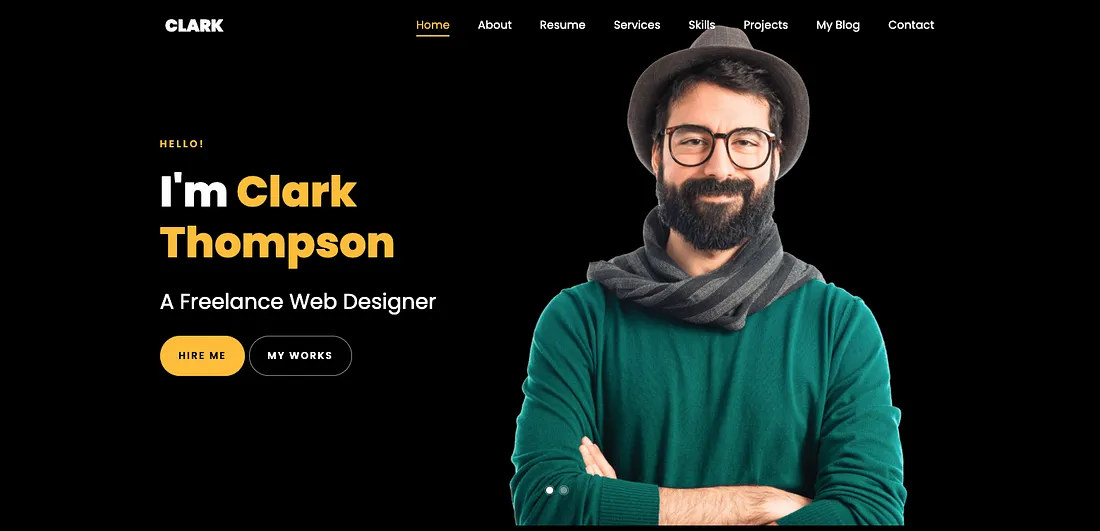 CLARK
Home About Resume Services Skills Projects My Blog Contact
HELLO!
I'm Clark
Thompson
A Freelance Web Designer
HIRE ME MY WORKS